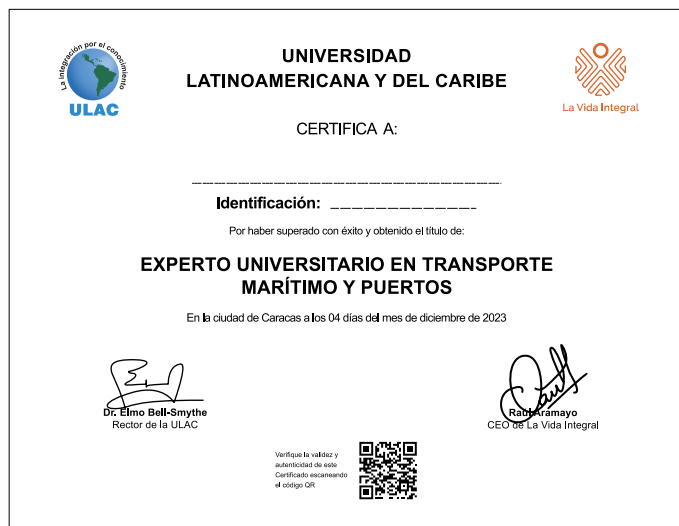 La integración por el conocimiento
ULAC
UNIVERSIDAD
LATINOAMERICANA Y DEL CARIBE
La Vida Integral
CERTIFICA A:
Identificación:
Por haber superado con éxito y obtenido el título de:
EXPERTO UNIVERSITARIO EN TRANSPORTE
MARÍTIMO Y PUERTOS
En la ciudad de Caracas a los 04 días del mes de diciembre de 2023
Dr. Elmo Bell-Smythe
Rector de la ULAC
Raúl Aramayo
CEO de La Vida Integral
Verifique la validez y
autenticidad de este
Certificado escaneando
el código QR